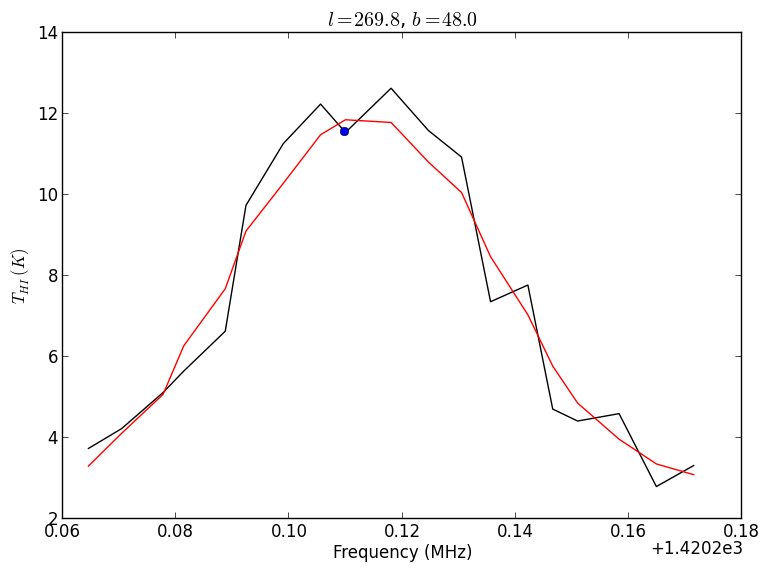 l = 269.8, b = 48.0
14
12
10
8
6
4
2
T_HI (K)
0.06 0.08 0.10 0.12 0.14 0.16 0.18
+1.4202e3
Frequency (MHz)